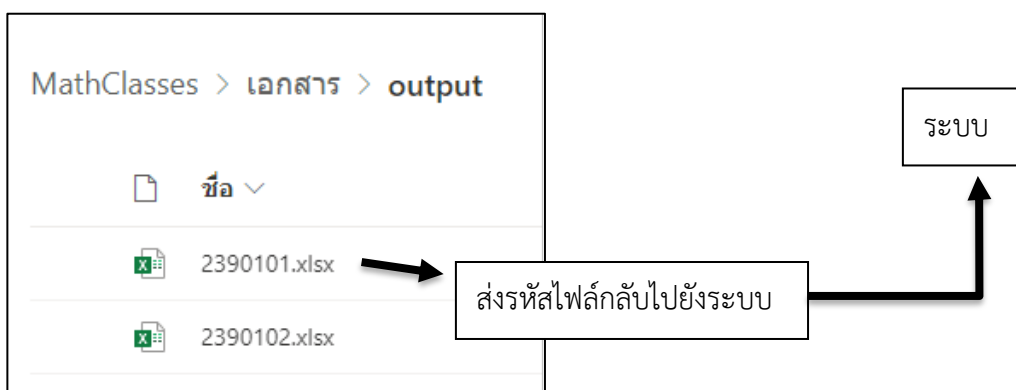 MathClasses > เอกสาร > output
ระบบ
ชื่อ
2390101.xlsx
ส่งรหัสไฟล์กลับไปยังระบบ
2390102.xlsx